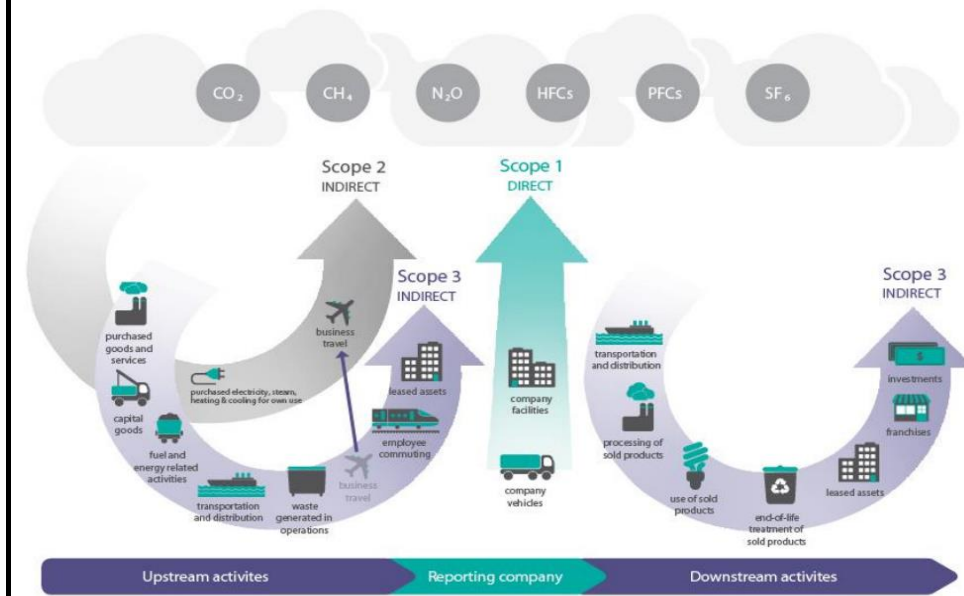 CO₂
CH₄
N₂O
HFCs
PFCs
SF₆
Scope 2
INDIRECT
Scope 1
DIRECT
Scope 3
INDIRECT
Scope 3
INDIRECT
purchased
goods and
services
capital
goods
fuel and
energy related
activities
purchased electricity, steam,
heating & cooling for own use
transportation
and distribution
waste
generated in
operations
business
travel
business
travel
employee
commuting
leased assets
company
facilities
company
vehicles
transportation
and distribution
processing of
sold products
use of sold
products
end-of-life
treatment of
sold products
leased assets
franchises
investments
$
Upstream activites
Reporting company
Downstream activites